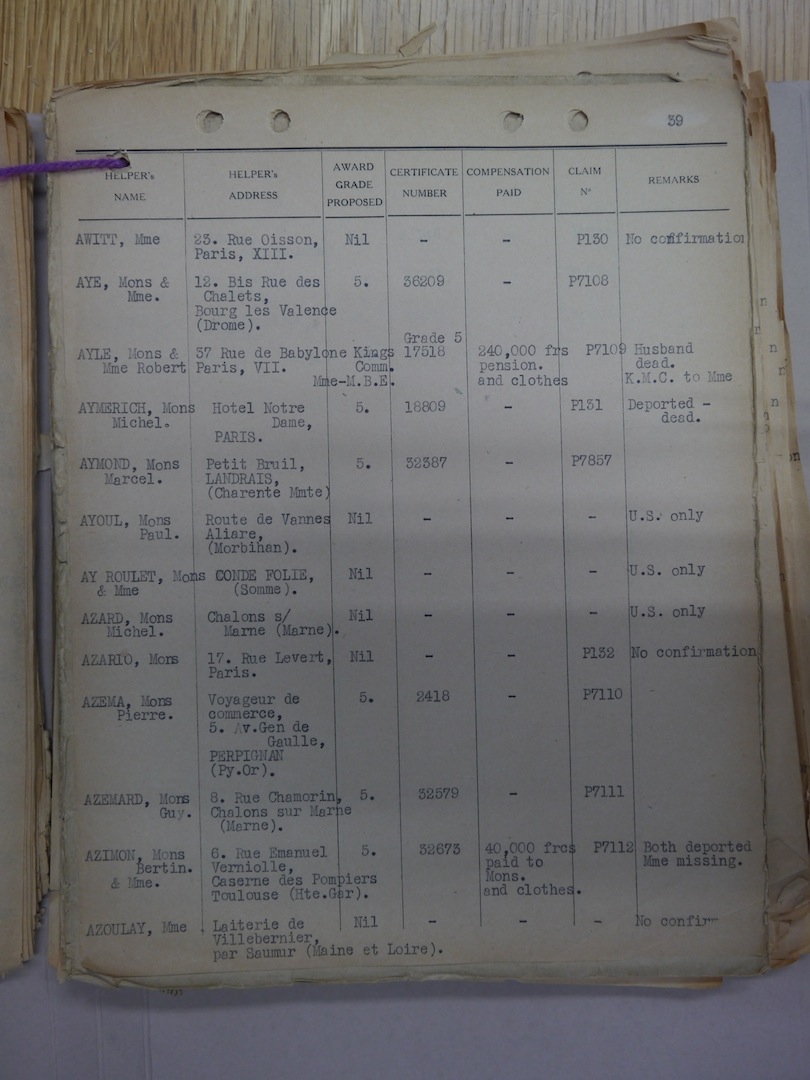 39
HELPER's NAME HELPER's ADDRESS AWARD GRADE PROPOSED CERTIFICATE NUMBER COMPENSATION PAID CLAIM N° REMARKS
AWITT, Mme 23. Rue Oisson, Nil - - P130 No confirmation
Paris, XIII.
AYE, Mons & 12. Bis Rue des 5. 36209 - P7108
Mme. Chalets,
Bourg les Valence
(Drome).
Grade 5
AYLE, Mons & 37 Rue de Babylone Kings 17518 240,000 frs P7109 Husband
Mme Robert Paris, VII. Comm. pension. dead.
Mme-M.B.E. and clothes K.M.C. to Mme
AYMERICH, Mons Hotel Notre 5. 18809 - P131 Deported -
Michel. Dame, dead.
PARIS.
AYMOND, Mons Petit Bruil, 5. 32387 - P7857
Marcel. LANDRAIS,
(Charente Mmte)
AYOUL, Mons Route de Vannes Nil - - - U.S. only
Paul. Aliare,
(Morbihan).
AY ROULET, Mons CONDE FOLIE, Nil - - - U.S. only
& Mme (Somme).
AZARD, Mons Chalons s/ Nil - - - U.S. only
Michel. Marne (Marne).
AZARIO, Mons 17. Rue Levert, Nil - - P132 No confirmation
Paris.
AZEMA, Mons Voyageur de 5. 2418 - P7110
Pierre. commerce,
5. Av.Gen de
Gaulle,
PERPIGNAN
(Py.Or).
AZEMARD, Mons 8. Rue Chamorin, 5. 32579 - P7111
Guy. Chalons sur Marne
(Marne).
AZIMON, Mons 6. Rue Emanuel 5. 32673 40,000 frcs P7112 Both deported
Bertin. Verniolle, paid to Mme missing.
& Mme. Caserne des Pompiers Mons.
Toulouse (Hte.Gar). and clothes.
AZOULAY, Mme Laiterie de Nil - - - No confirm
Villebernier,
par Saumur (Maine et Loire).